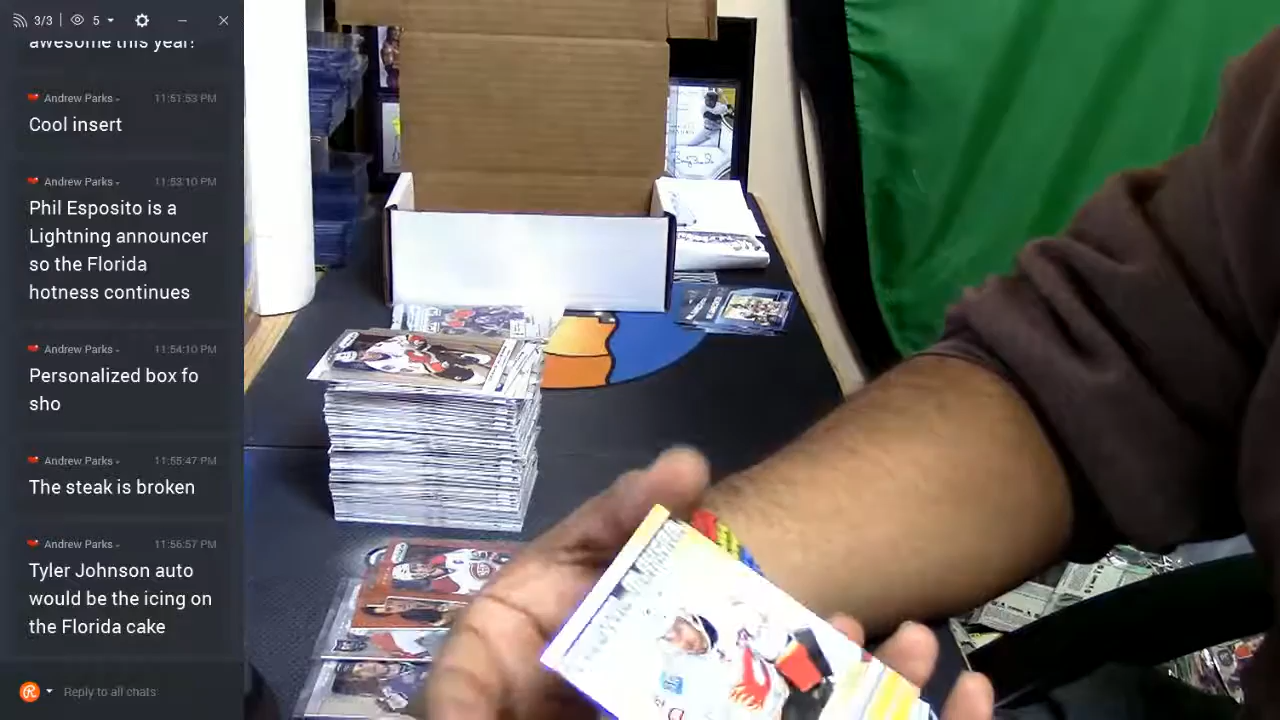 3/3 5
awesome this year!
Andrew Parks 11:51:53 PM
Cool insert
Andrew Parks 11:53:10 PM
Phil Esposito is a
Lightning announcer
so the Florida
hotness continues
Andrew Parks 11:54:10 PM
Personalized box fo
sho
Andrew Parks 11:55:47 PM
The steak is broken
Andrew Parks 11:56:57 PM
Tyler Johnson auto
would be the icing on
the Florida cake
Reply to all chats